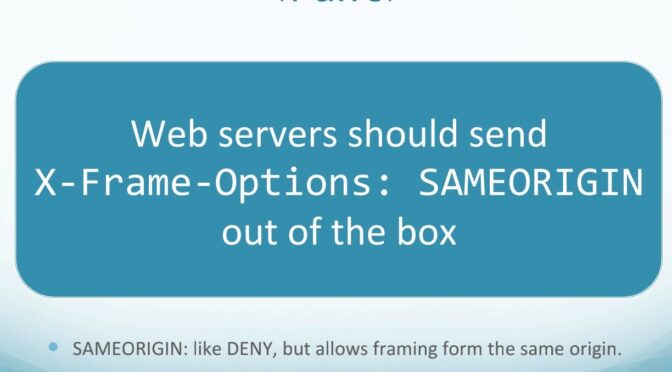 Web servers should send
X-Frame-Options: SAMEORIGIN
out of the box
SAMEORIGIN: like DENY, but allows framing form the same origin.